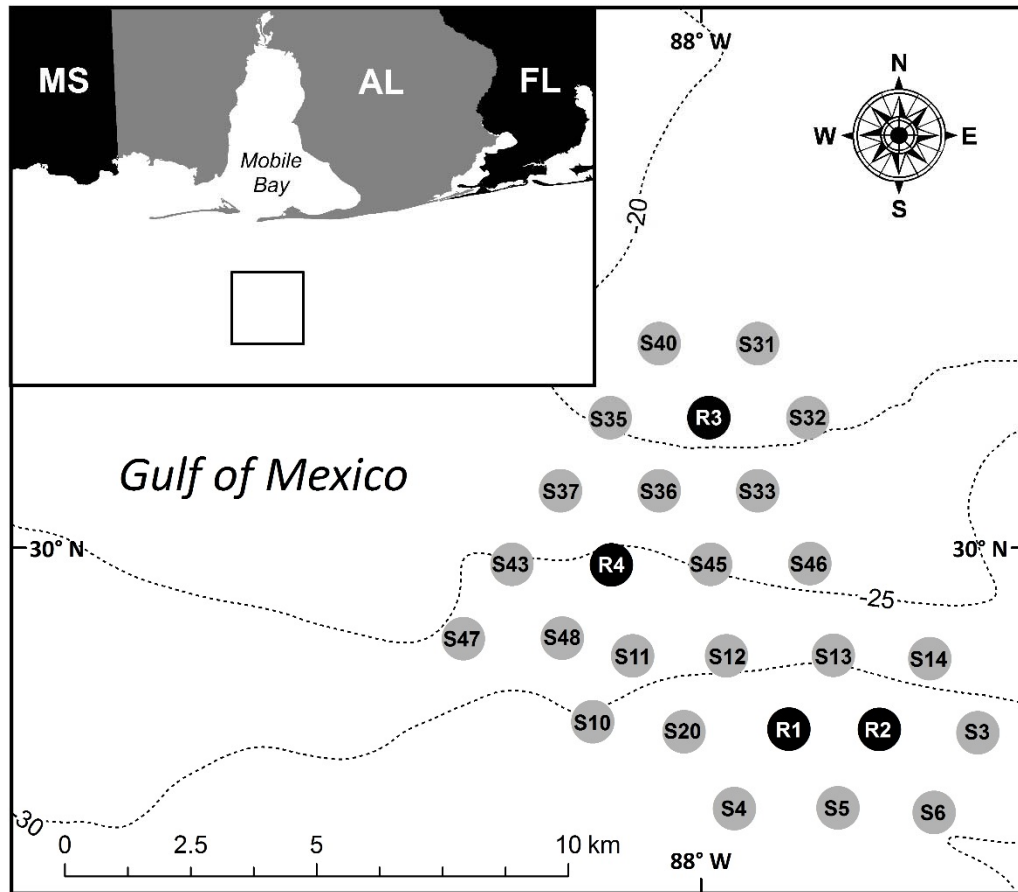 88° W
MS
AL
FL
Mobile
Bay
N
W
E
S
-20
S40
S31
S35
R3
S32
Gulf of Mexico
S37
S36
S33
30° N
S43
R4
S45
S46
30° N
-25
S47
S48
S11
S12
S13
S14
S10
S20
R1
R2
S3
S4
S5
S6
-30
0
2.5
5
10 km
88° W